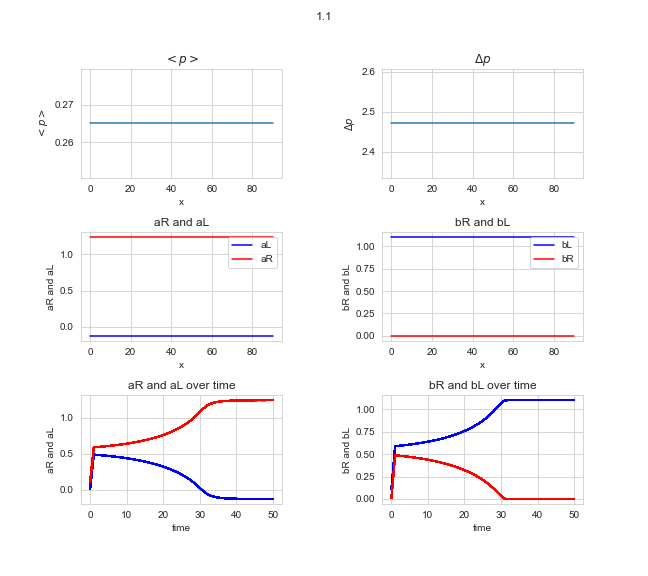 1.1
< p >
Δp
0.27
0.26
< p >
0 20 40 60 80
x
2.6
2.5
2.4
Δp
0 20 40 60 80
x
aR and aL
bR and bL
1.0
0.5
0.0
aR and aL
aL
aR
0 20 40 60 80
x
1.00
0.75
0.50
0.25
0.00
bR and bL
bL
bR
0 20 40 60 80
x
aR and aL over time
bR and bL over time
1.0
0.5
0.0
aR and aL
0 10 20 30 40 50
time
1.00
0.75
0.50
0.25
0.00
bR and bL
0 10 20 30 40 50
time